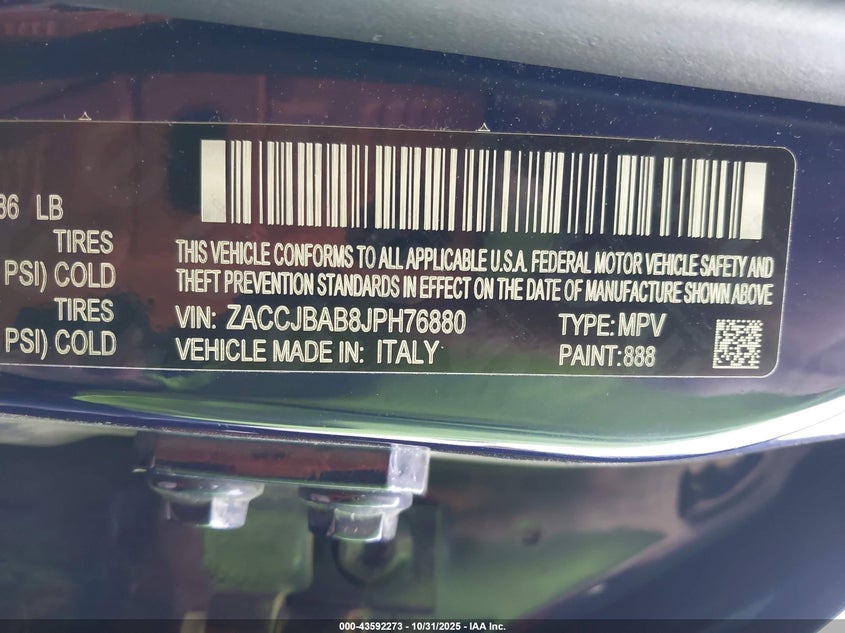 86 LB
TIRES
PSI) COLD
TIRES
PSI) COLD
THIS VEHICLE CONFORMS TO ALL APPLICABLE U.S.A. FEDERAL MOTOR VEHICLE SAFETY AND
THEFT PREVENTION STANDARDS IN EFFECT ON THE DATE OF MANUFACTURE SHOWN ABOVE
VIN: ZACCJBAB8JPH76880 TYPE: MPV
VEHICLE MADE IN: ITALY PAINT: 888
000-43592273 - 10/31/2025 - IAA Inc.